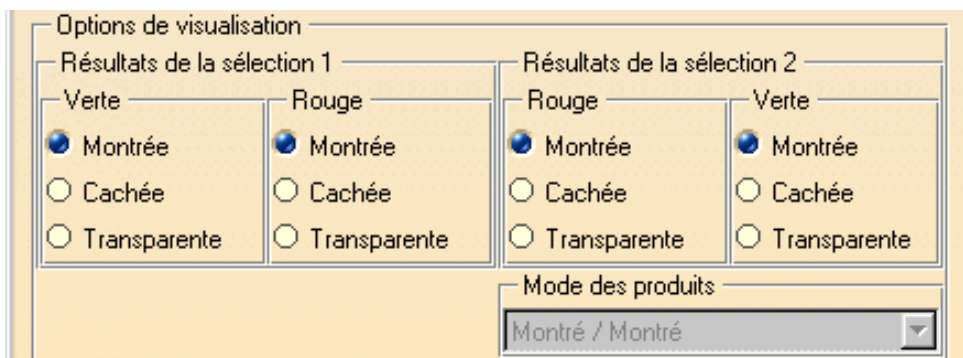 Options de visualisation
Résultats de la sélection 1 Résultats de la sélection 2
Verte Rouge Rouge Verte
Montrée Montrée Montrée Montrée
Cachée Cachée Cachée Cachée
Transparente Transparente Transparente Transparente
Mode des produits
Montré / Montré